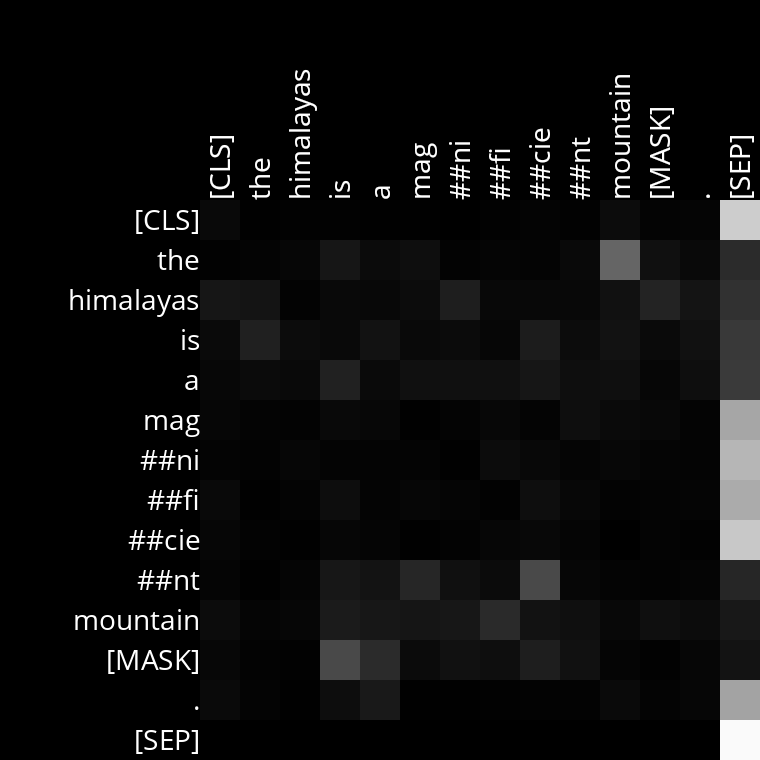 [CLS] the himalayas is a mag ##ni ##fi ##cie ##nt mountain [MASK] . [SEP]
[CLS]
the
himalayas
is
a
mag
##ni
##fi
##cie
##nt
mountain
[MASK]
.
[SEP]